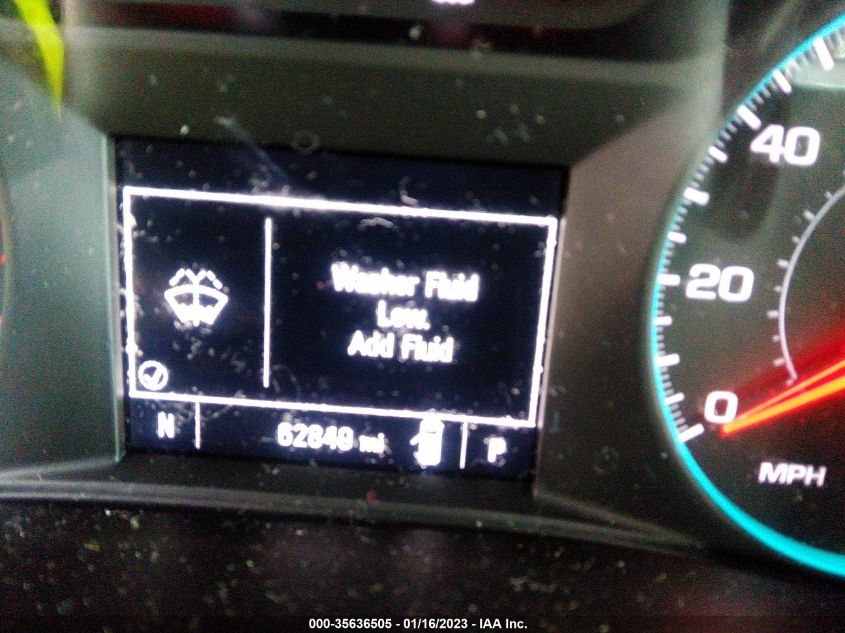 Washer Fluid
Low.
Add Fluid
N 62849 mi P
40
20
0
MPH
000-35636505 - 01/16/2023 - IAA Inc.